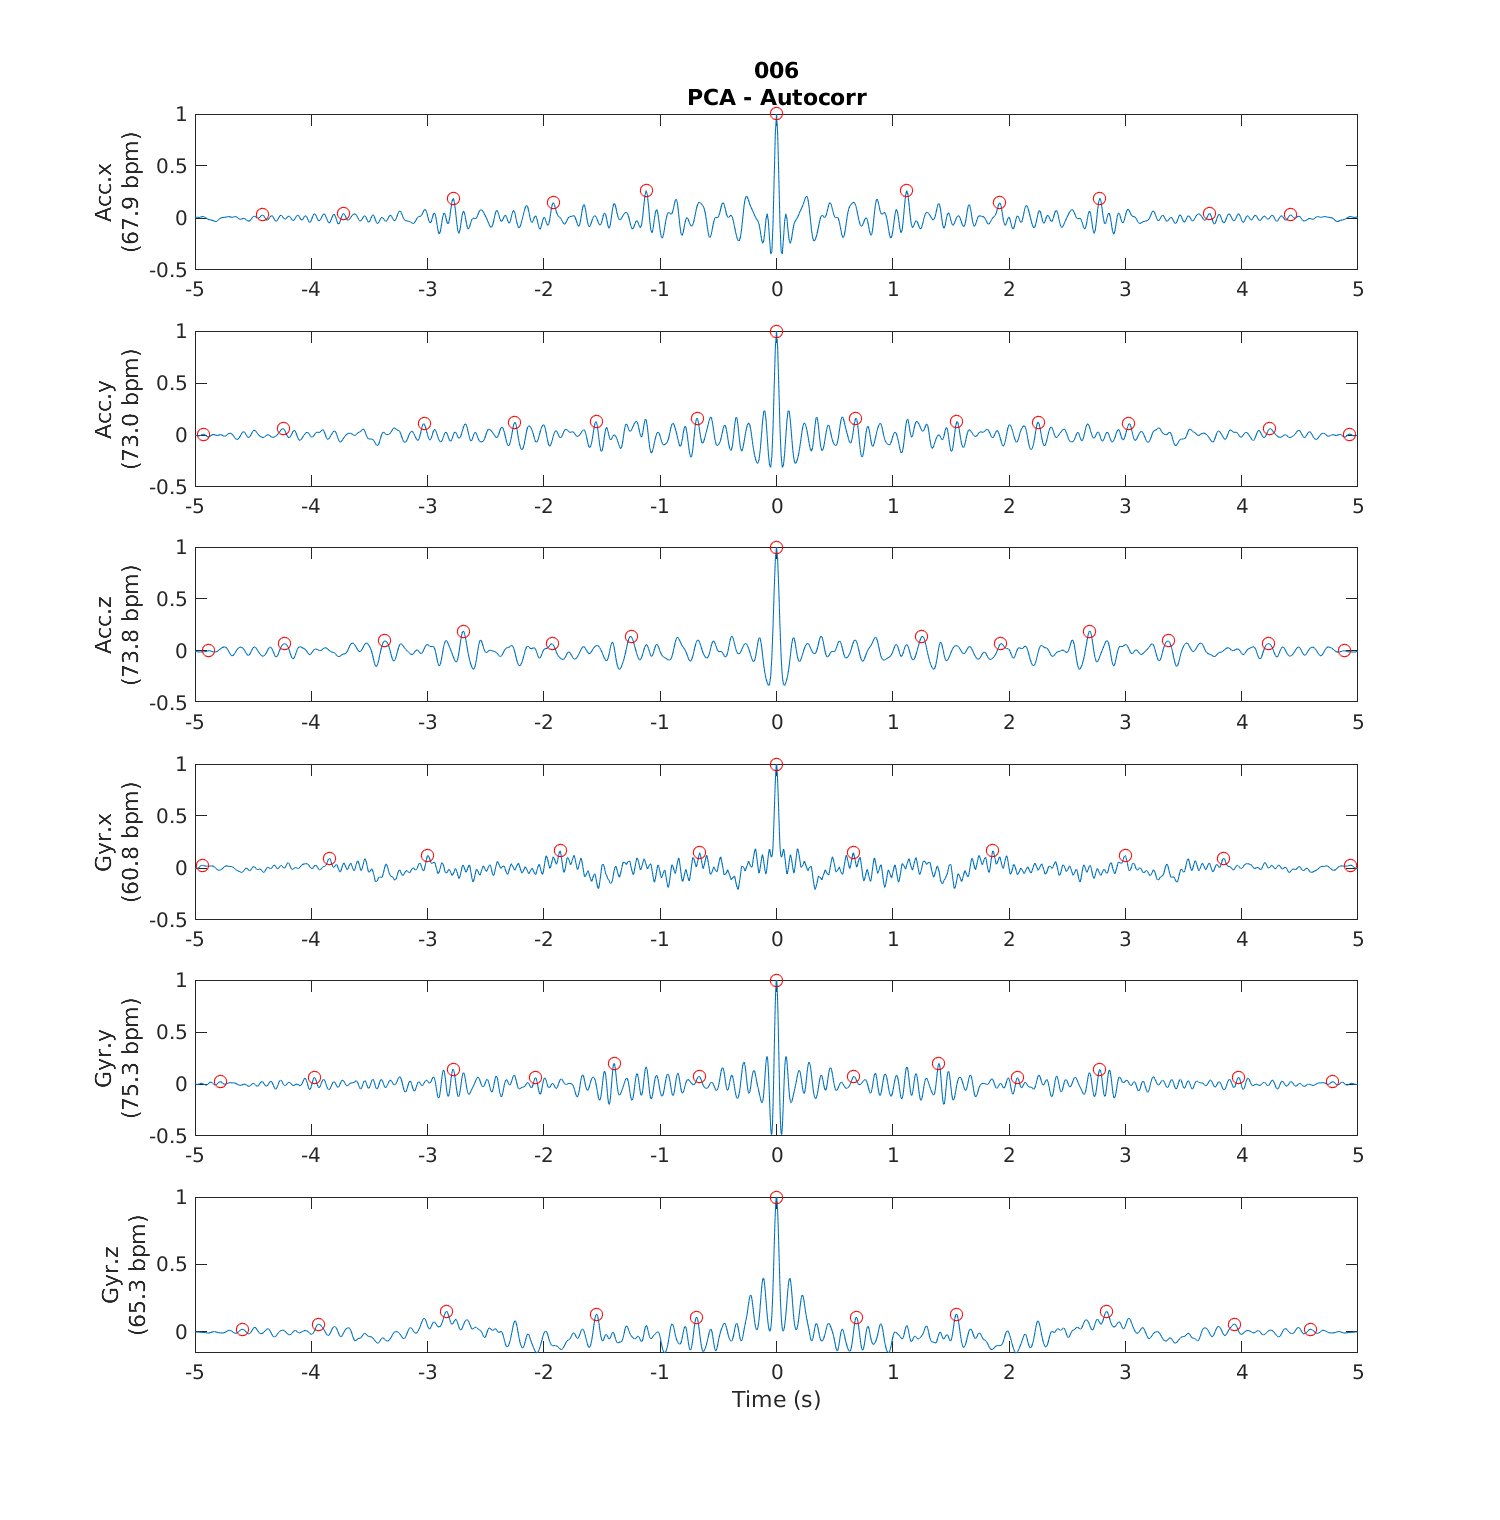 006
PCA - Autocorr
Acc.x
(67.9 bpm)
1
0.5
0
-0.5
-5 -4 -3 -2 -1 0 1 2 3 4 5
Acc.y
(73.0 bpm)
1
0.5
0
-0.5
-5 -4 -3 -2 -1 0 1 2 3 4 5
Acc.z
(73.8 bpm)
1
0.5
0
-0.5
-5 -4 -3 -2 -1 0 1 2 3 4 5
Gyr.x
(60.8 bpm)
1
0.5
0
-0.5
-5 -4 -3 -2 -1 0 1 2 3 4 5
Gyr.y
(75.3 bpm)
1
0.5
0
-0.5
-5 -4 -3 -2 -1 0 1 2 3 4 5
Gyr.z
(65.3 bpm)
1
0.5
0
-5 -4 -3 -2 -1 0 1 2 3 4 5
Time (s)